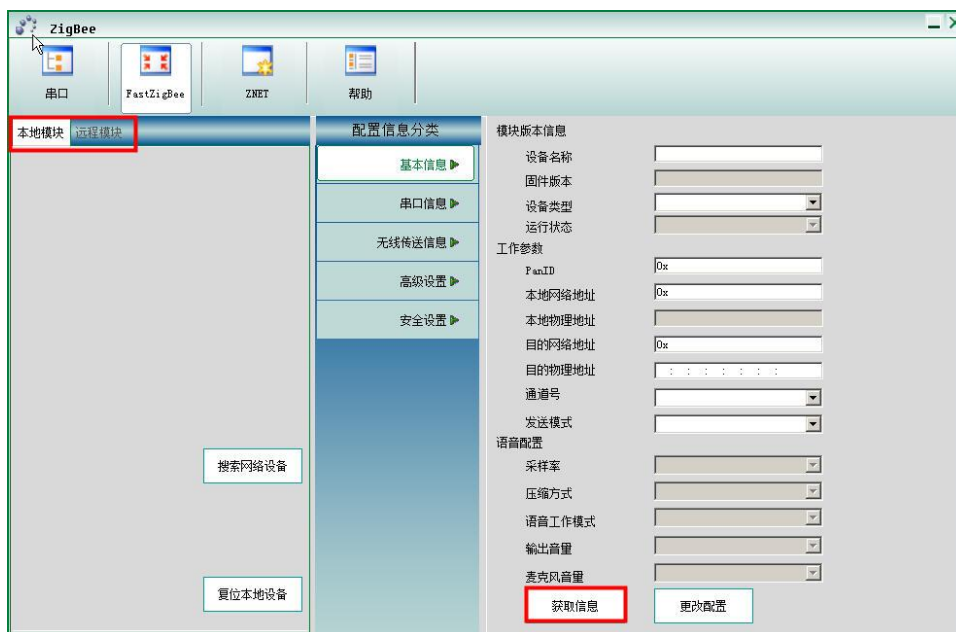 ZigBee
串口
FastZigBee
ZNET
帮助
本地模块 远程模块
搜索网络设备
复位本地设备
配置信息分类
基本信息
串口信息
无线传送信息
高级设置
安全设置
模块版本信息
设备名称
固件版本
设备类型
运行状态
工作参数
PanID 0x
本地网络地址 0x
本地物理地址
目的网络地址 0x
目的物理地址 : : : : : : :
通道号
发送模式
语音配置
采样率
压缩方式
语音工作模式
输出音量
麦克风音量
获取信息 更改配置